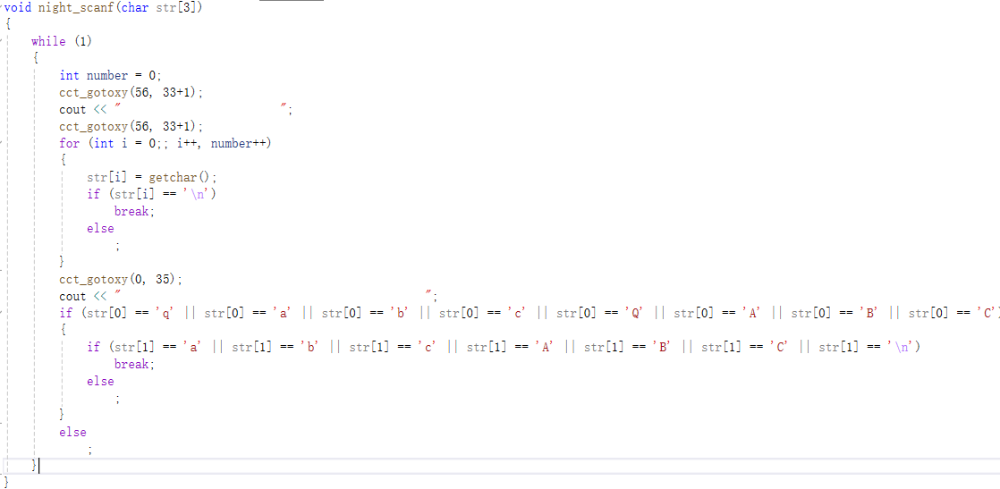 void night_scanf(char str[3])
{
    while (1)
    {
        int number = 0;
        cct_gotoxy(56, 33+1);
        cout << "                       ";
        cct_gotoxy(56, 33+1);
        for (int i = 0;; i++, number++)
        {
            str[i] = getchar();
            if (str[i] == '\n')
                break;
            else
                ;
        }
        cct_gotoxy(0, 35);
        cout << "                                            ";
        if (str[0] == 'q' || str[0] == 'a' || str[0] == 'b' || str[0] == 'c' || str[0] == 'Q' || str[0] == 'A' || str[0] == 'B' || str[0] == 'C')
        {
            if (str[1] == 'a' || str[1] == 'b' || str[1] == 'c' || str[1] == 'A' || str[1] == 'B' || str[1] == 'C' || str[1] == '\n')
                break;
            else
                ;
        }
        else
            ;
    }
}